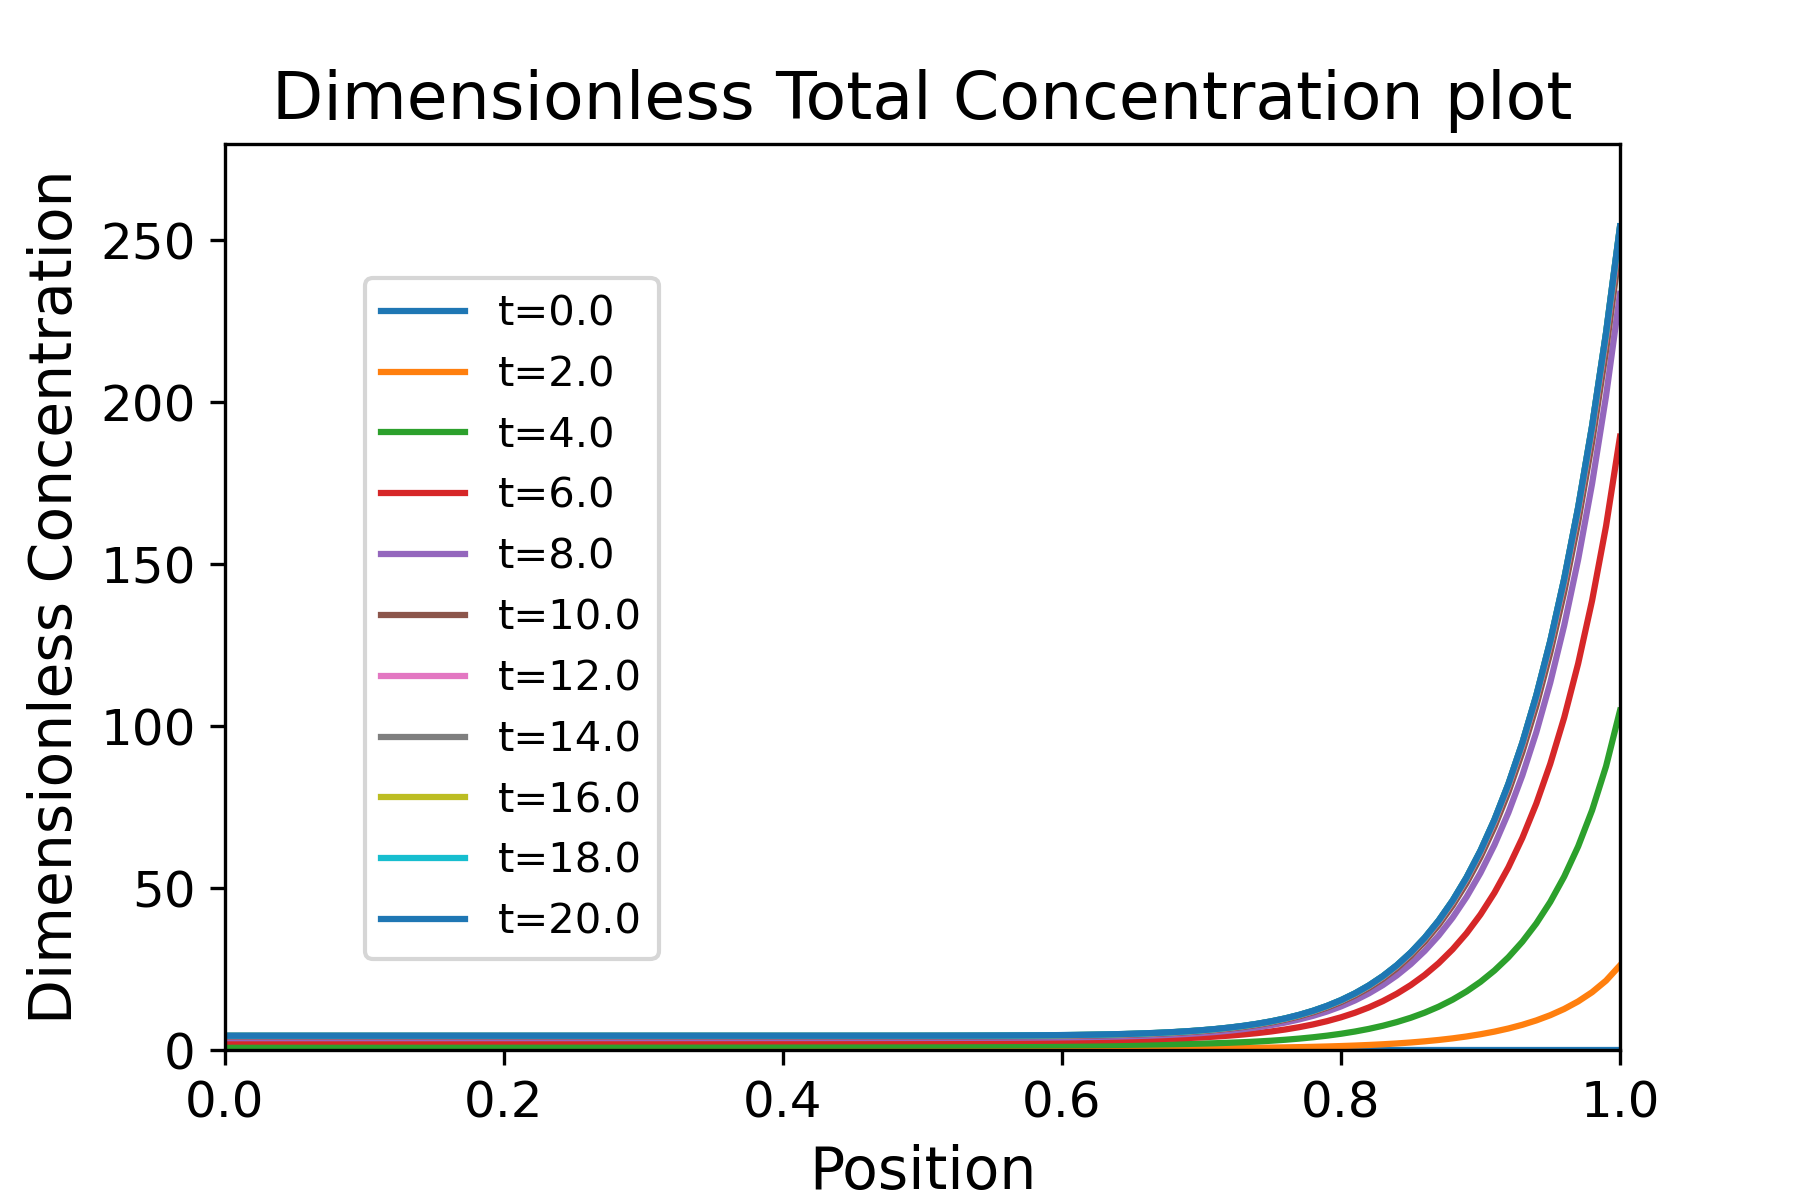 Dimensionless Total Concentration plot
Dimensionless Concentration
250
200
150
100
50
0
t=0.0
t=2.0
t=4.0
t=6.0
t=8.0
t=10.0
t=12.0
t=14.0
t=16.0
t=18.0
t=20.0
0.0 0.2 0.4 0.6 0.8 1.0
Position